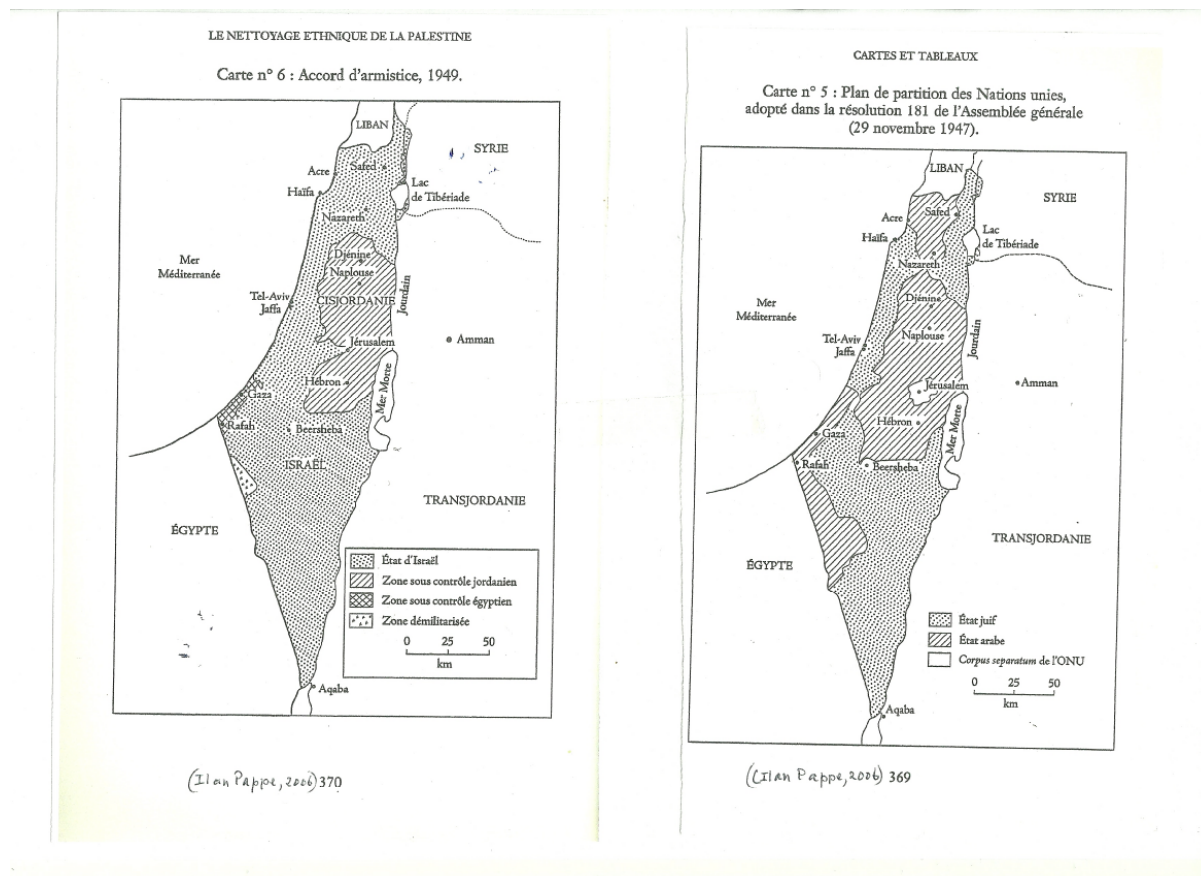 LE NETTOYAGE ETHNIQUE DE LA PALESTINE
Carte n° 6 : Accord d'armistice, 1949.
LIBAN
SYRIE
Safed
Acre
Haïfa
Lac
de Tibériade
Nazareth
Mer
Méditerranée
Djénine
Naplouse
Tel-Aviv
Jaffa
CISJORDANIE
Jourdain
Jérusalem
Amman
Hébron
Mer Morte
Gaza
Rafah
Beersheba
ISRAËL
TRANSJORDANIE
ÉGYPTE
État d'Israël
Zone sous contrôle jordanien
Zone sous contrôle égyptien
Zone démilitarisée
0 25 50
km
Aqaba
(Ilan Pappe, 2006) 370
CARTES ET TABLEAUX
Carte n° 5 : Plan de partition des Nations unies,
adopté dans la résolution 181 de l'Assemblée générale
(29 novembre 1947).
LIBAN
SYRIE
Safed
Acre
Haïfa
Lac
de Tibériade
Nazareth
Mer
Méditerranée
Djénine
Naplouse
Tel-Aviv
Jaffa
Jourdain
Jérusalem
Amman
Hébron
Mer Morte
Gaza
Rafah
Beersheba
TRANSJORDANIE
ÉGYPTE
État juif
État arabe
Corpus separatum de l'ONU
0 25 50
km
Aqaba
(Ilan Pappe, 2006) 369